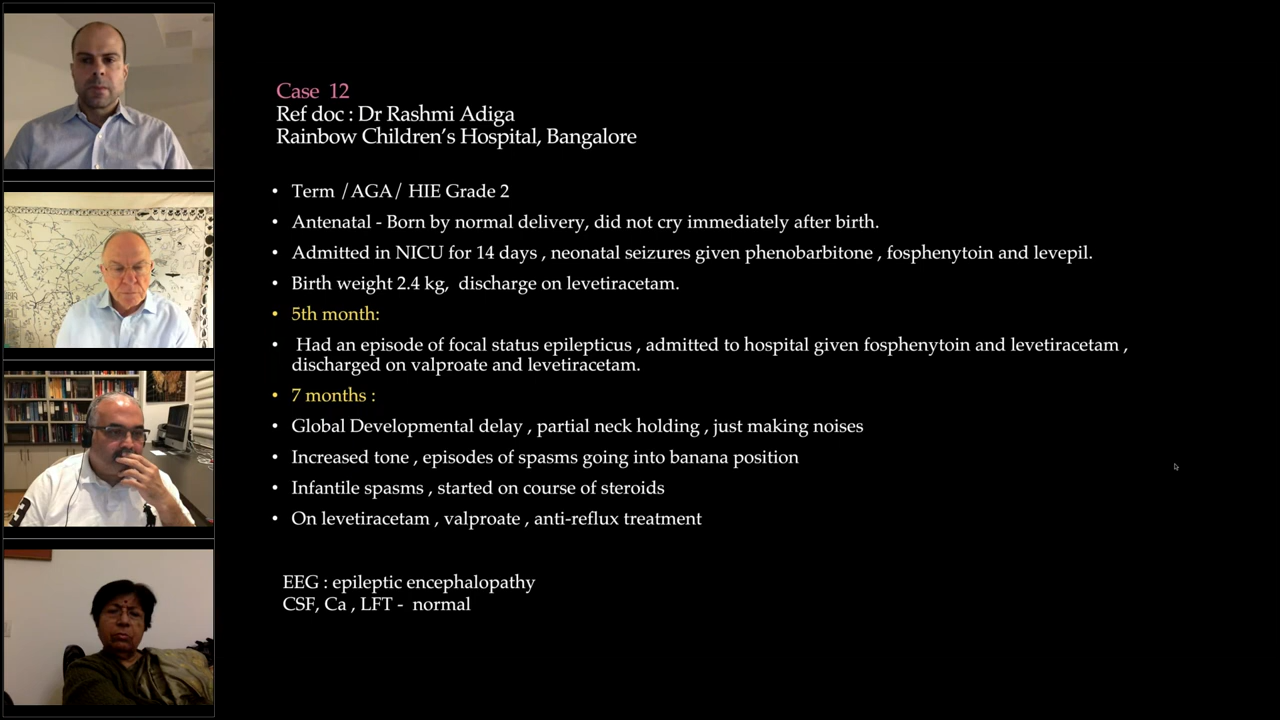 Case 12
Ref doc : Dr Rashmi Adiga
Rainbow Children's Hospital, Bangalore
• Term /AGA/ HIE Grade 2
• Antenatal - Born by normal delivery, did not cry immediately after birth.
• Admitted in NICU for 14 days , neonatal seizures given phenobarbitone , fosphenytoin and levepil.
• Birth weight 2.4 kg, discharge on levetiracetam.
• 5th month:
• Had an episode of focal status epilepticus , admitted to hospital given fosphenytoin and levetiracetam ,
discharged on valproate and levetiracetam.
• 7 months :
• Global Developmental delay , partial neck holding , just making noises
• Increased tone , episodes of spasms going into banana position
• Infantile spasms , started on course of steroids
• On levetiracetam , valproate , anti-reflux treatment
EEG : epileptic encephalopathy
CSF, Ca , LFT - normal